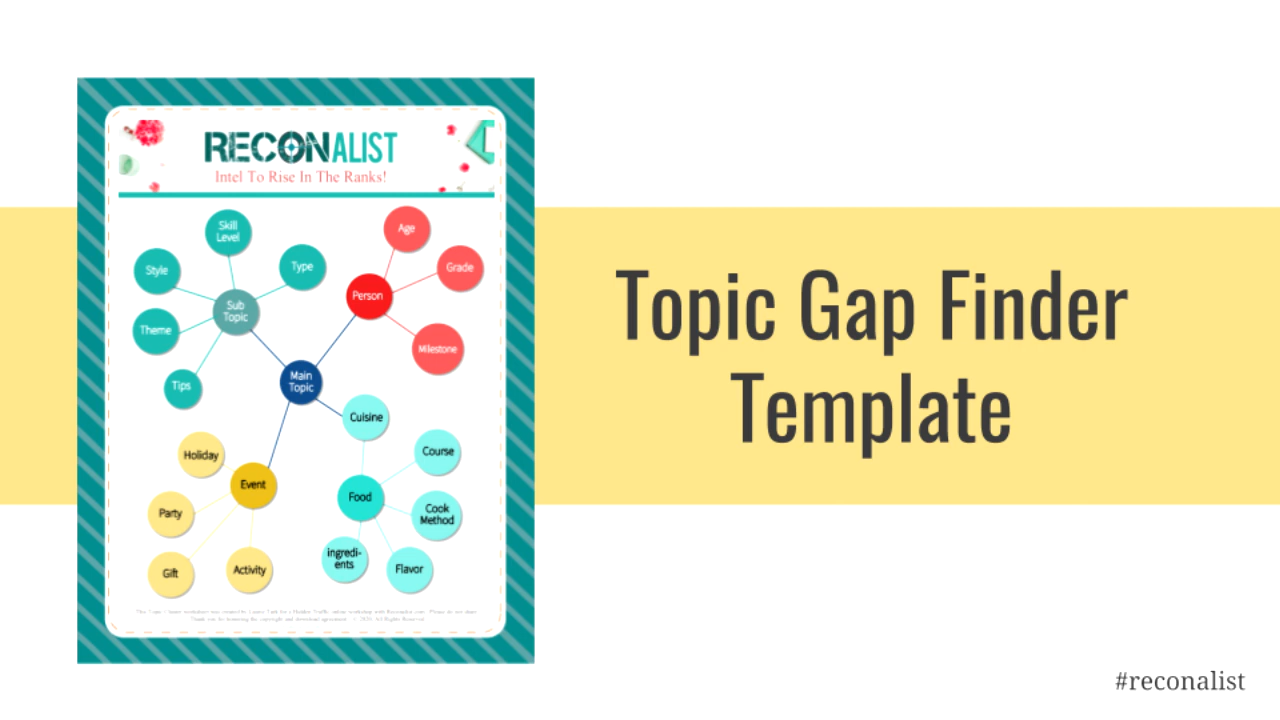 RECONALIST
Intel To Rise In The Ranks!
Skill
Level
Style
Type
Sub
Topic
Theme
Tips
Age
Grade
Person
Milestone
Main
Topic
Cuisine
Holiday
Event
Party
Gift
Activity
Course
Food
Cook
Method
ingredi-
ents
Flavor
Topic Gap Finder
Template
#reconalist